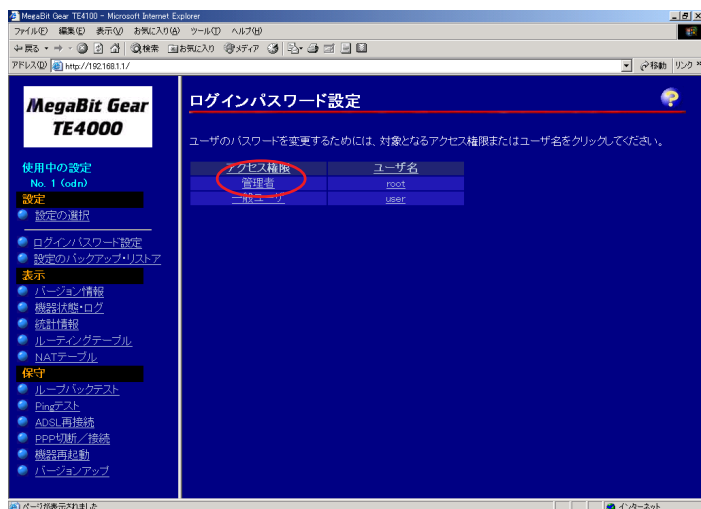 MegaBit Gear TE4100 - Microsoft Internet Explorer
ファイル(F) 編集(E) 表示(V) お気に入り(A) ツール(T) ヘルプ(H)
戻る 検索 お気に入り メディア
アドレス(D) http://192.168.1.1/ 移動 リンク
MegaBit Gear
TE4000
使用中の設定
No. 1 (odn)
設定
設定の選択
ログインパスワード設定
設定のバックアップ・リストア
表示
バージョン情報
機器状態・ログ
統計情報
ルーティングテーブル
NATテーブル
保守
ループバックテスト
Pingテスト
ADSL再接続
PPP切断／接続
機器再起動
バージョンアップ
ログインパスワード設定
ユーザのパスワードを変更するためには、対象となるアクセス権限またはユーザ名をクリックしてください。
アクセス権限 ユーザ名
管理者 root
一般ユーザ user
ページが表示されました インターネット